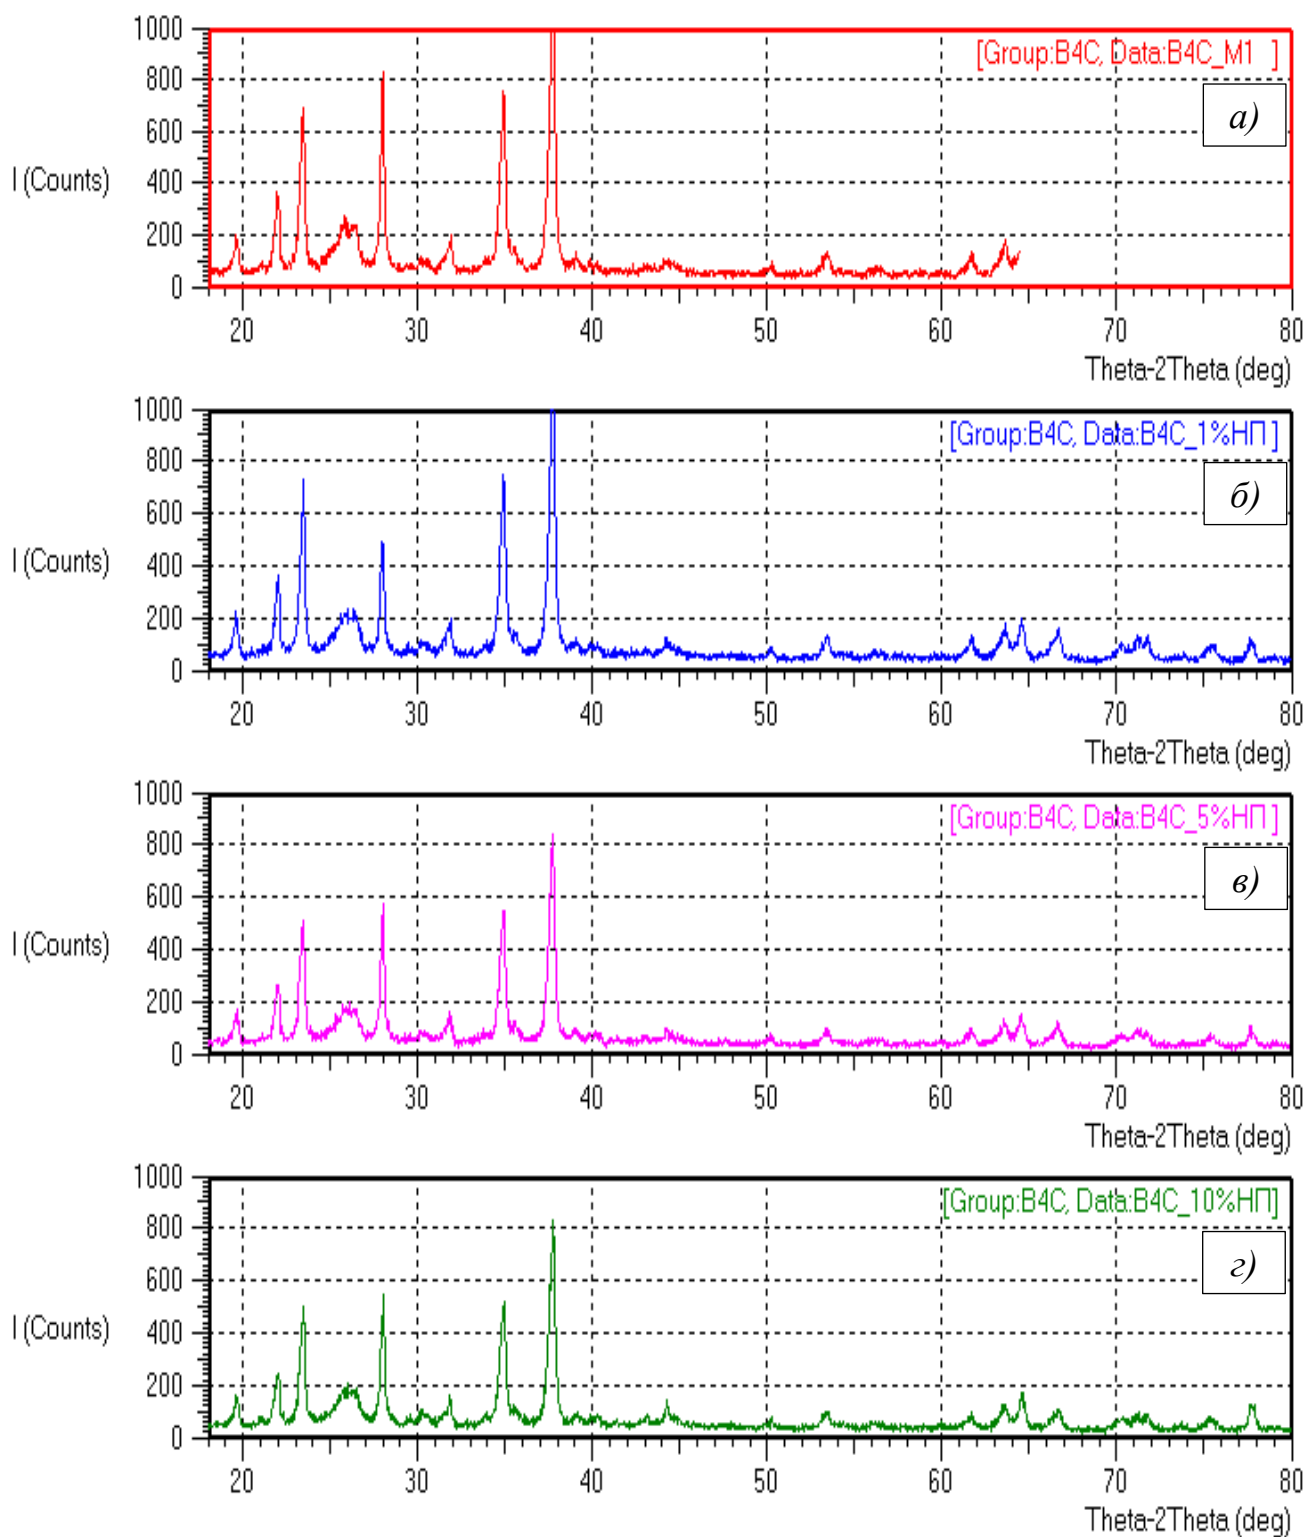 1000
[Group:B4C, Data:B4C_M1 ]
800
а)
600
I (Counts)
400
200
0
20 30 40 50 60 70 80
Theta-2Theta (deg)
1000
[Group:B4C, Data:B4C_1%НП ]
800
б)
600
I (Counts)
400
200
0
20 30 40 50 60 70 80
Theta-2Theta (deg)
1000
[Group:B4C, Data:B4C_5%НП ]
800
в)
600
I (Counts)
400
200
0
20 30 40 50 60 70 80
Theta-2Theta (deg)
1000
[Group:B4C, Data:B4C_10%НП]
800
г)
600
I (Counts)
400
200
0
20 30 40 50 60 70 80
Theta-2Theta (deg)